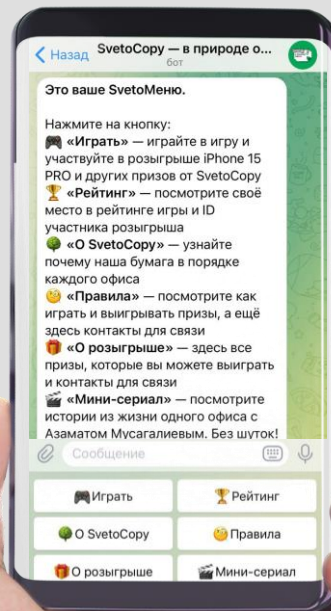 Назад
SvetoCopy — в природе о...
бот
Это ваше SvetoМеню.
Нажмите на кнопку:
🎮 «Играть» — играйте в игру и
участвуйте в розыгрыше iPhone 15
PRO и других призов от SvetoCopy
🏆 «Рейтинг» — посмотрите своё
место в рейтинге игры и ID
участника розыгрыша
🌳 «О SvetoCopy» — узнайте
почему наша бумага в порядке
каждого офиса
🧐 «Правила» — посмотрите как
играть и выигрывать призы, а ещё
здесь контакты для связи
🎁 «О розыгрыше» — здесь все
призы, которые вы можете выиграть
и контакты для связи
🎬 «Мини-сериал» — посмотрите
истории из жизни одного офиса с
Азаматом Мусагалиевым. Без шуток!
Сообщение
🎮Играть
🏆Рейтинг
🌳О SvetoCopy
🧐Правила
🎁О розыгрыше
🎬Мини-сериал